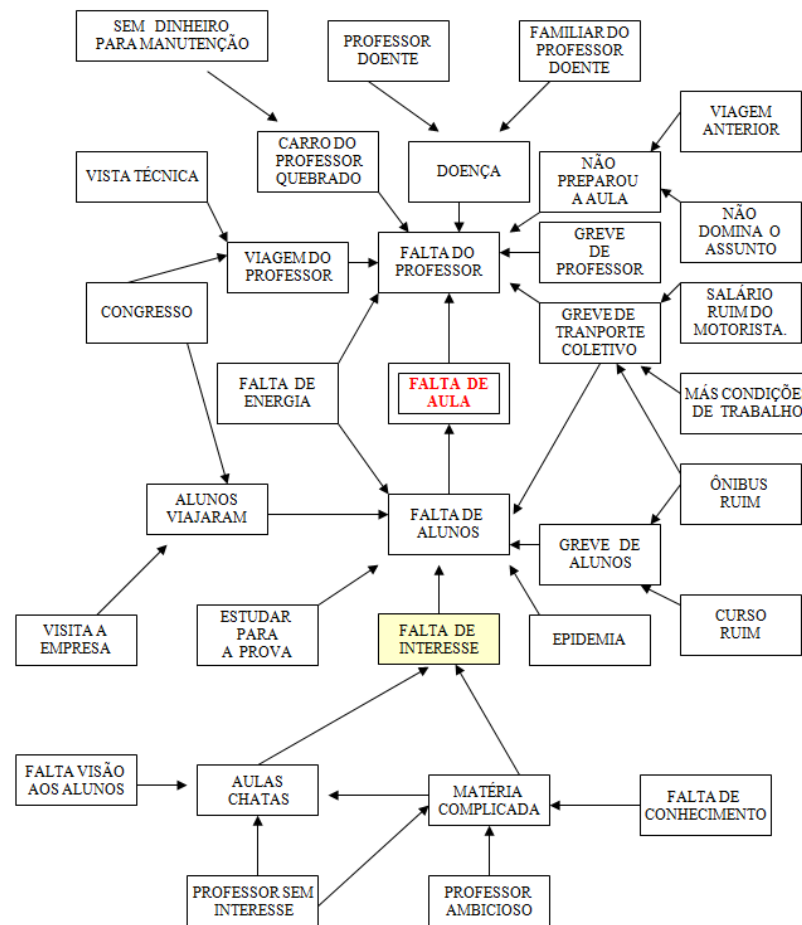 SEM DINHEIRO
PARA MANUTENÇÃO
PROFESSOR
DOENTE
FAMILIAR DO
PROFESSOR
DOENTE
VIAGEM
ANTERIOR
CARRO DO
PROFESSOR
QUEBRADO
DOENÇA
NÃO
PREPAROU
A AULA
VISTA TÉCNICA
NÃO
DOMINA O
ASSUNTO
VIAGEM DO
PROFESSOR
FALTA DO
PROFESSOR
GREVE
DE
PROFESSOR
CONGRESSO
GREVE DE
TRANPORTE
COLETIVO
SALÁRIO
RUIM DO
MOTORISTA.
FALTA DE
ENERGIA
FALTA DE
AULA
MÁS CONDIÇÕES
DE TRABALHO
ALUNOS
VIAJARAM
FALTA DE
ALUNOS
ÔNIBUS
RUIM
GREVE DE
ALUNOS
VISITA A
EMPRESA
ESTUDAR
PARA
A PROVA
FALTA DE
INTERESSE
EPIDEMIA
CURSO
RUIM
FALTA VISÃO
AOS ALUNOS
AULAS
CHATAS
MATÉRIA
COMPLICADA
FALTA DE
CONHECIMENTO
PROFESSOR SEM
INTERESSE
PROFESSOR
AMBICIOSO